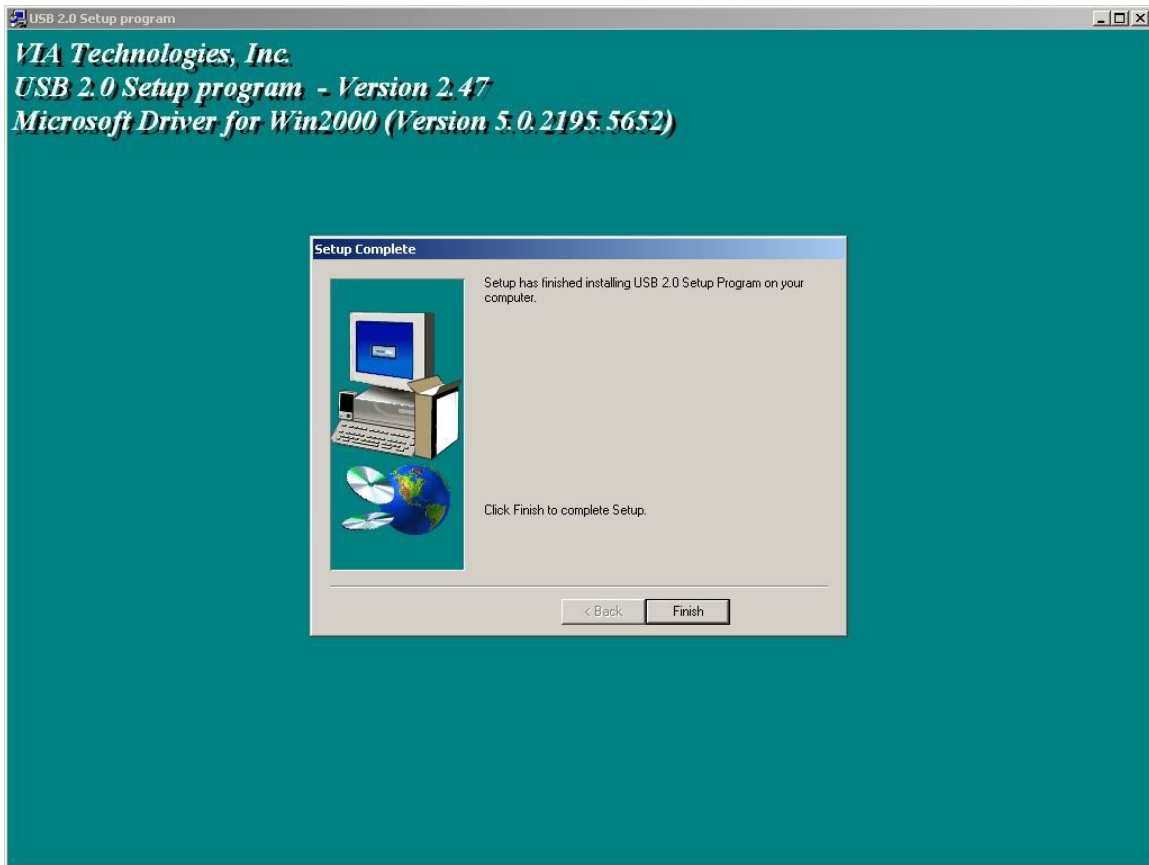 USB 2.0 Setup program
VIA Technologies, Inc.
USB 2.0 Setup program - Version 2.47
Microsoft Driver for Win2000 (Version 5.0.2195.5652)
Setup Complete
Setup has finished installing USB 2.0 Setup Program on your
computer.
Click Finish to complete Setup.
< Back
Finish